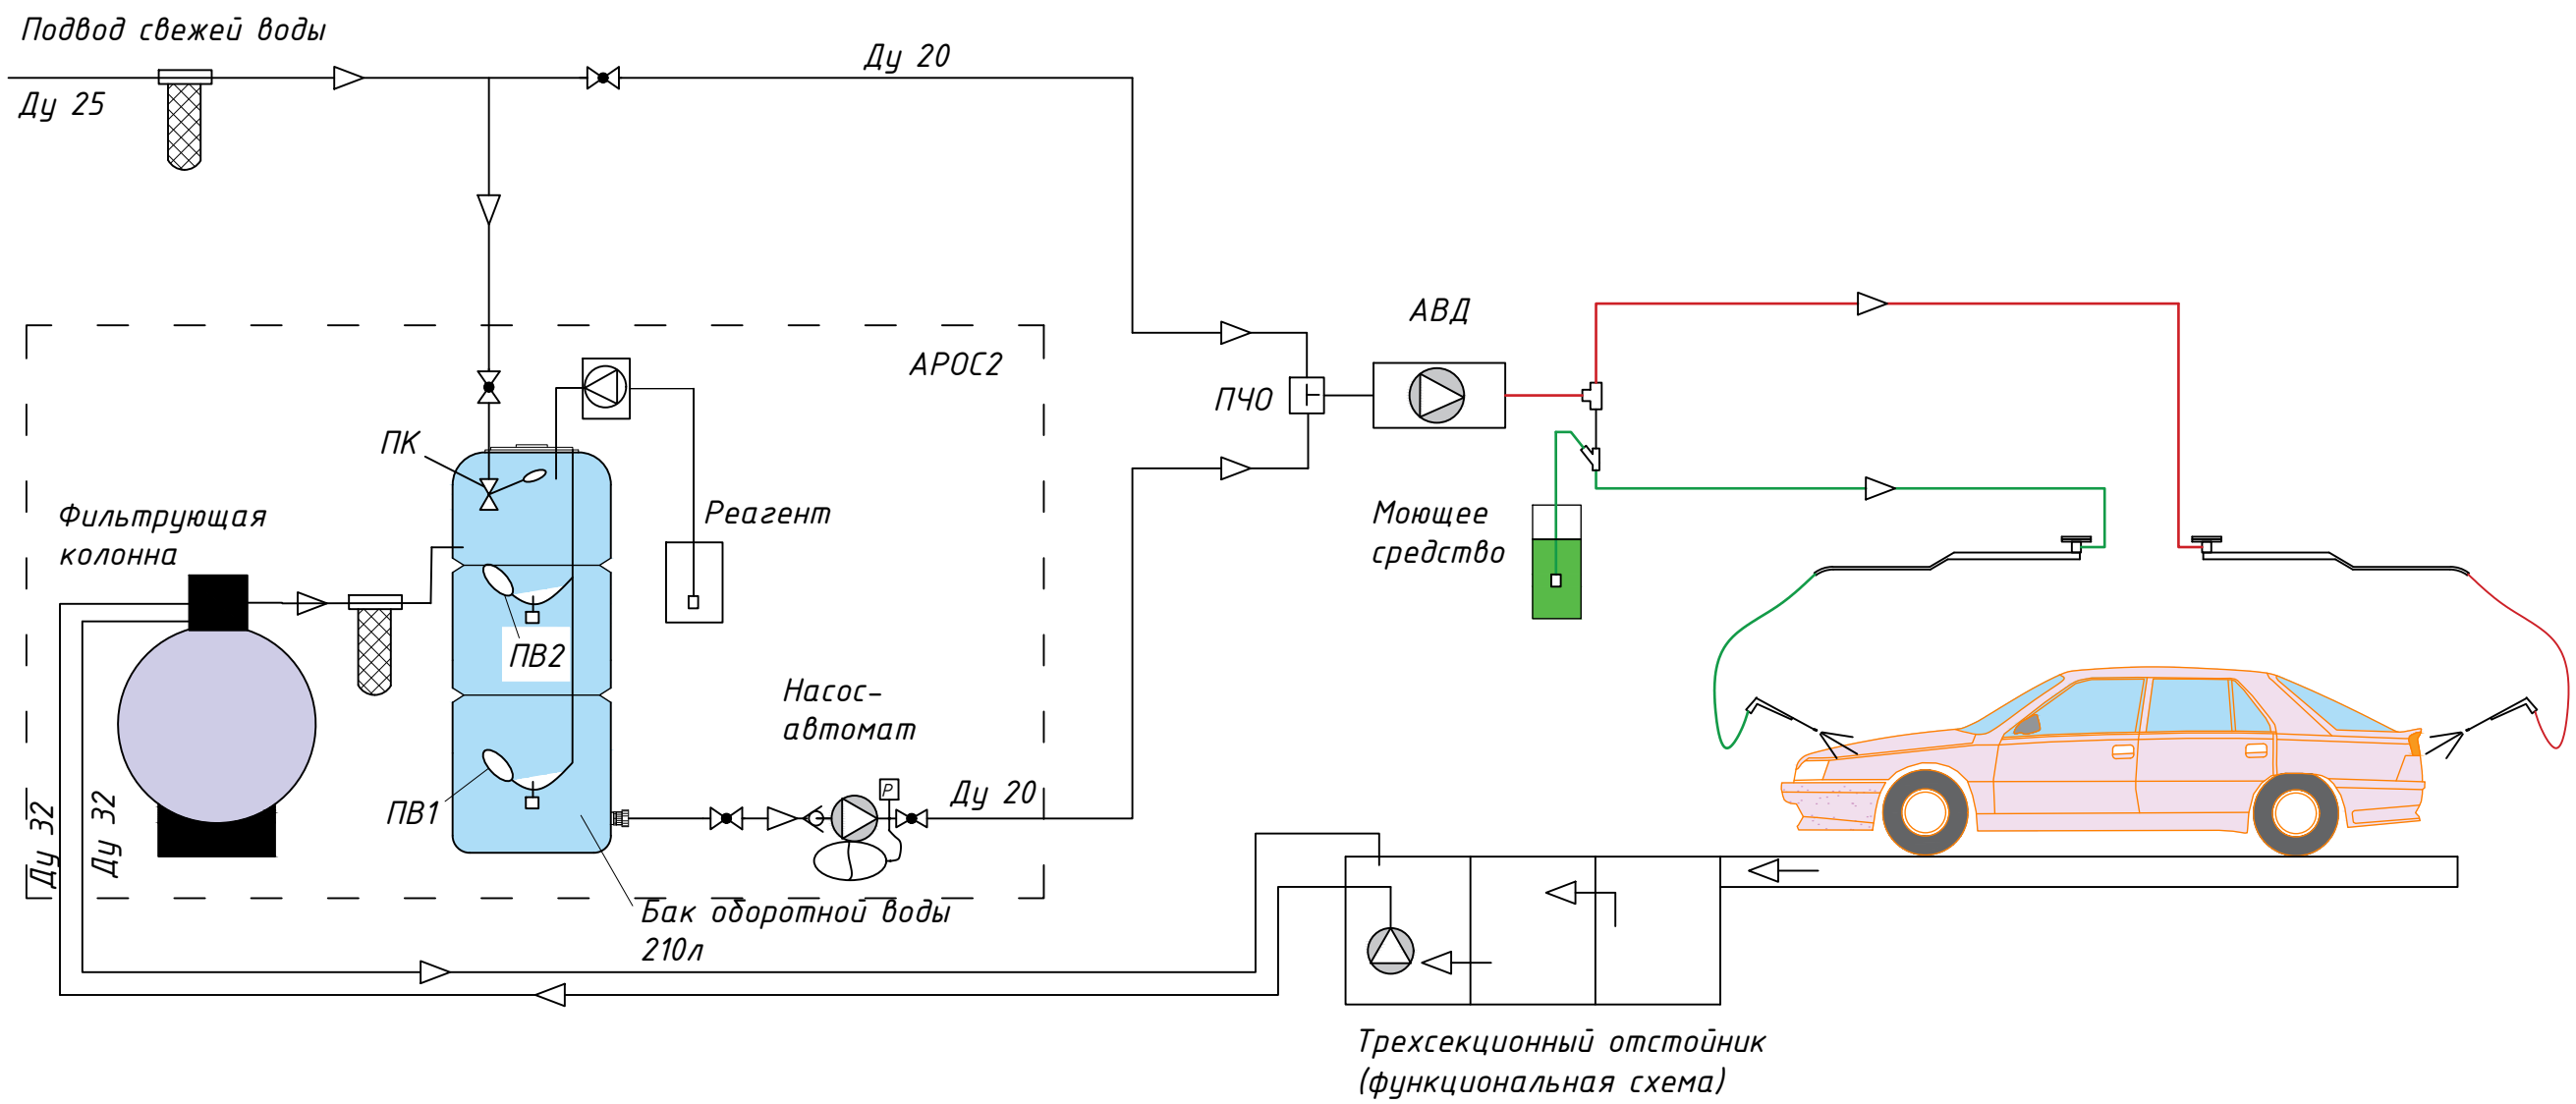 Подвод свежей воды
Ду 25
Ду 20
АРОС2
ПК
Фильтрующая
колонна
Реагент
ПВ2
ПВ1
Насос-
автомат
P
Ду 20
Ду 32
Ду 32
Бак оборотной воды
210л
ПЧО
АВД
Моющее
средство
Трехсекционный отстойник
(функциональная схема)